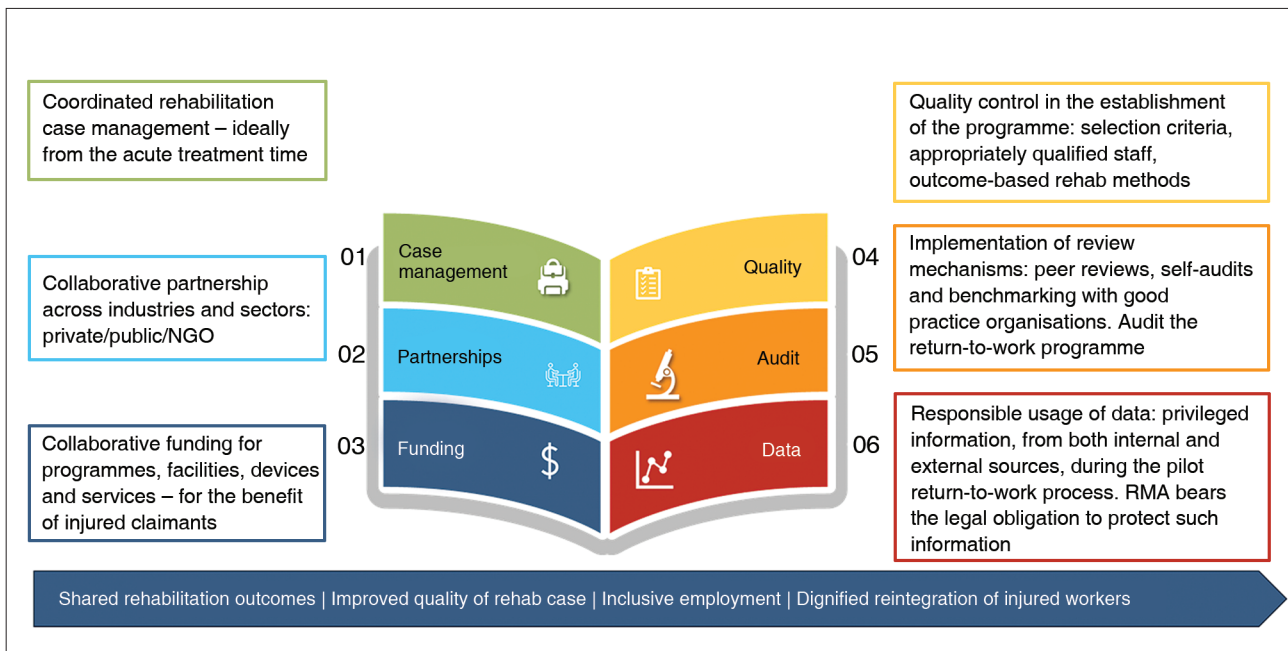 Coordinated rehabilitation
case management – ideally
from the acute treatment time
Collaborative partnership
across industries and sectors:
private/public/NGO
Collaborative funding for
programmes, facilities, devices
and services – for the benefit
of injured claimants
01
Case
management
02
Partnerships
03
Funding
$
Quality
04
Audit
05
Data
06
Quality control in the establishment
of the programme: selection criteria,
appropriately qualified staff,
outcome-based rehab methods
Implementation of review
mechanisms: peer reviews, self-audits
and benchmarking with good
practice organisations. Audit the
return-to-work programme
Responsible usage of data: privileged
information, from both internal and
external sources, during the pilot
return-to-work process. RMA bears
the legal obligation to protect such
information
Shared rehabilitation outcomes | Improved quality of rehab case | Inclusive employment | Dignified reintegration of injured workers